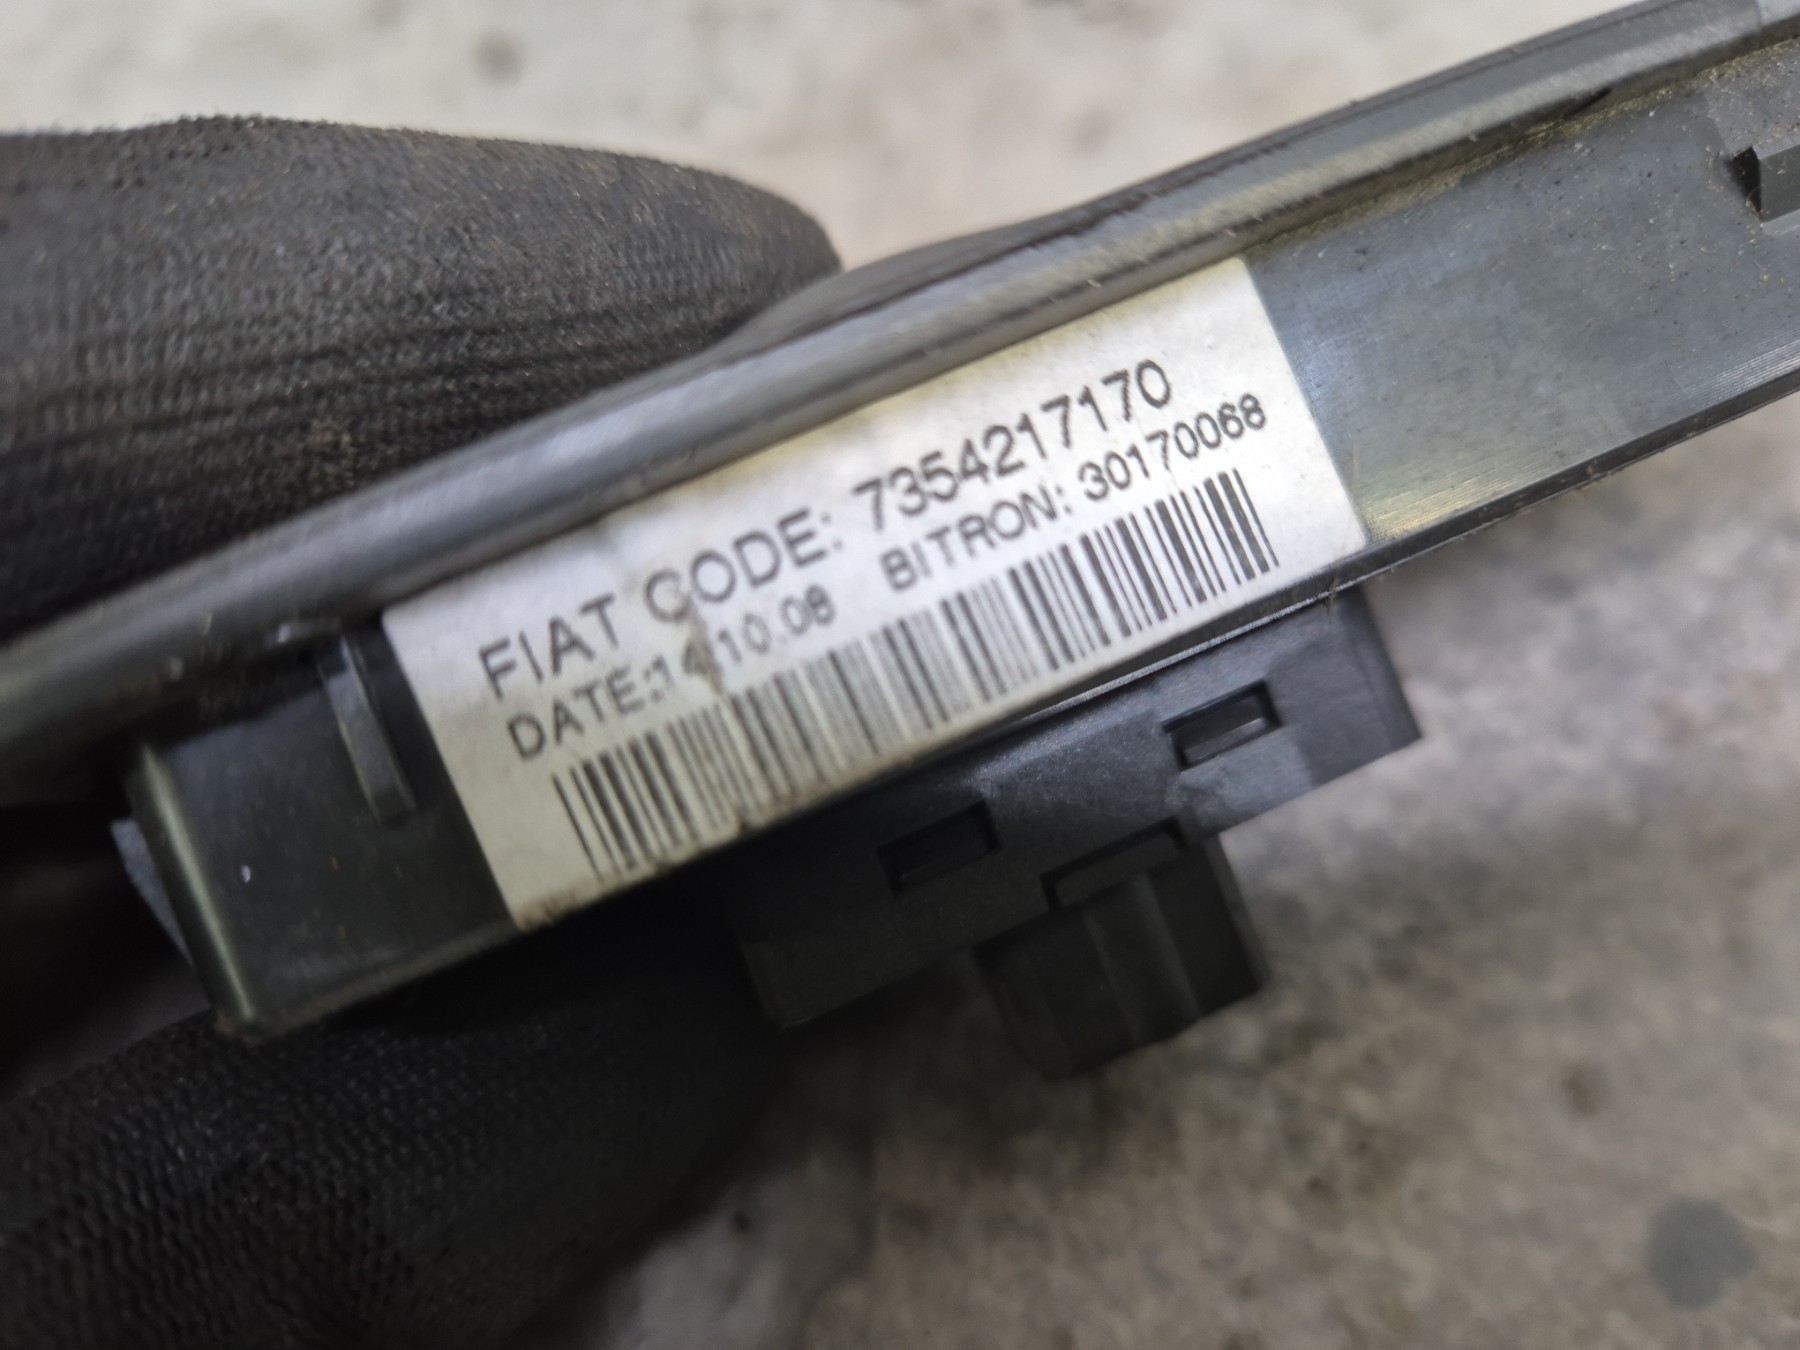 FIAT CODE: 7354217170
DATE:14.10.08 BITRON: 30170068